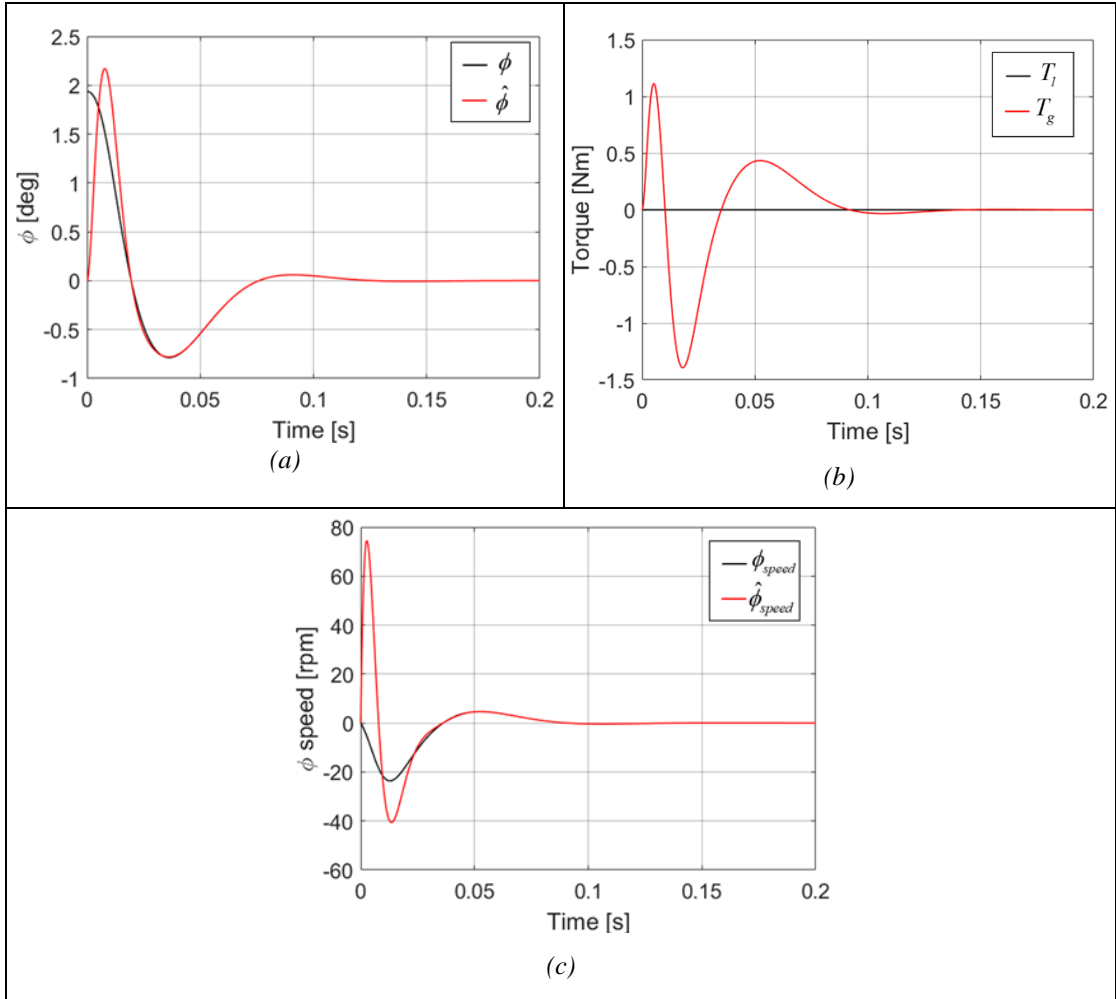 2.5
2
1.5
1
0.5
0
-0.5
-1
0
0.05
0.1
0.15
0.2
ϕ [deg]
Time [s]
ϕ
ϕ̂
(a)
1.5
1
0.5
0
-0.5
-1
-1.5
0
0.05
0.1
0.15
0.2
Torque [Nm]
Time [s]
T_l
T_g
(b)
80
60
40
20
0
-20
-40
-60
0
0.05
0.1
0.15
0.2
ϕ speed [rpm]
Time [s]
ϕ_speed
ϕ̂_speed
(c)